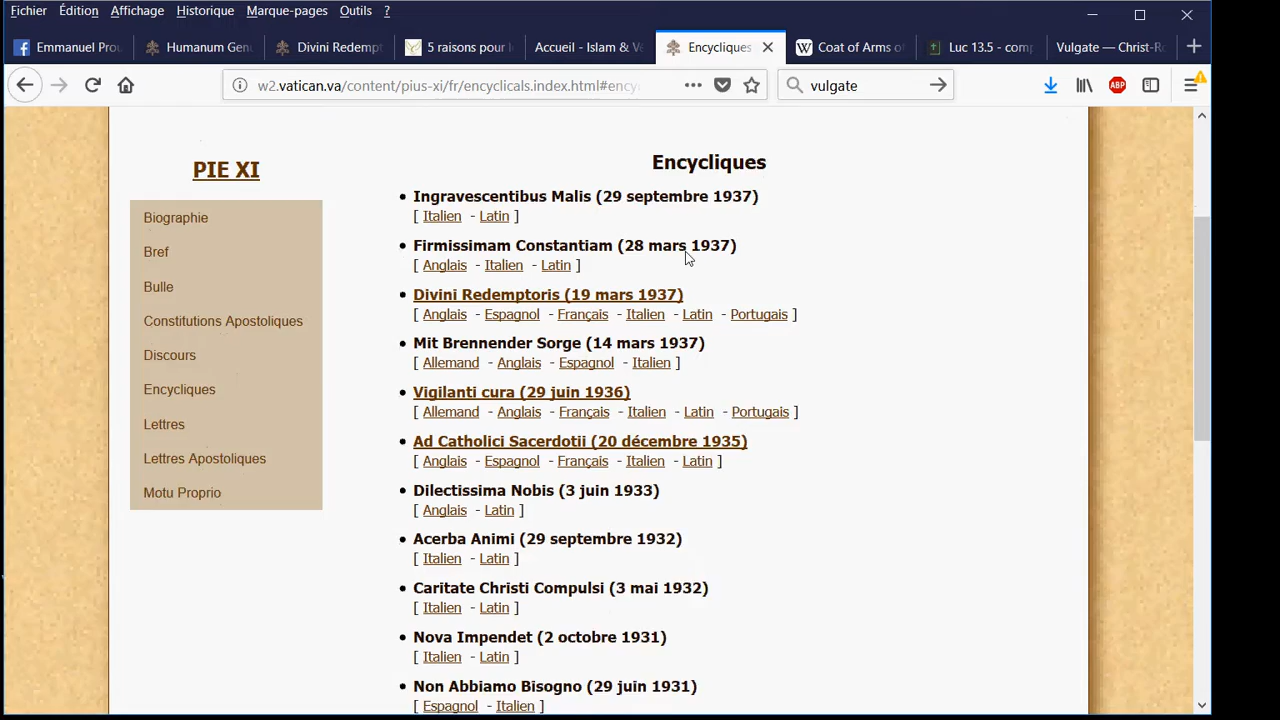 Fichier Édition Affichage Historique Marque-pages Outils ?
Emmanuel Prou Humanum Genu Divini Redempt 5 raisons pour l Accueil - Islam & V Encycliques Coat of Arms of Luc 13.5 - comp Vulgate — Christ-Ro
w2.vatican.va/content/pius-xi/fr/encyclicals.index.html#ency vulgate
ABP
PIE XI
Biographie
Bref
Bulle
Constitutions Apostoliques
Discours
Encycliques
Lettres
Lettres Apostoliques
Motu Proprio
Encycliques
• Ingravescentibus Malis (29 septembre 1937)
[ Italien - Latin ]
• Firmissimam Constantiam (28 mars 1937)
[ Anglais - Italien - Latin ]
• Divini Redemptoris (19 mars 1937)
[ Anglais - Espagnol - Français - Italien - Latin - Portugais ]
• Mit Brennender Sorge (14 mars 1937)
[ Allemand - Anglais - Espagnol - Italien ]
• Vigilanti cura (29 juin 1936)
[ Allemand - Anglais - Français - Italien - Latin - Portugais ]
• Ad Catholici Sacerdotii (20 décembre 1935)
[ Anglais - Espagnol - Français - Italien - Latin ]
• Dilectissima Nobis (3 juin 1933)
[ Anglais - Latin ]
• Acerba Animi (29 septembre 1932)
[ Italien - Latin ]
• Caritate Christi Compulsi (3 mai 1932)
[ Italien - Latin ]
• Nova Impendet (2 octobre 1931)
[ Italien - Latin ]
• Non Abbiamo Bisogno (29 juin 1931)
[ Espagnol - Italien ]